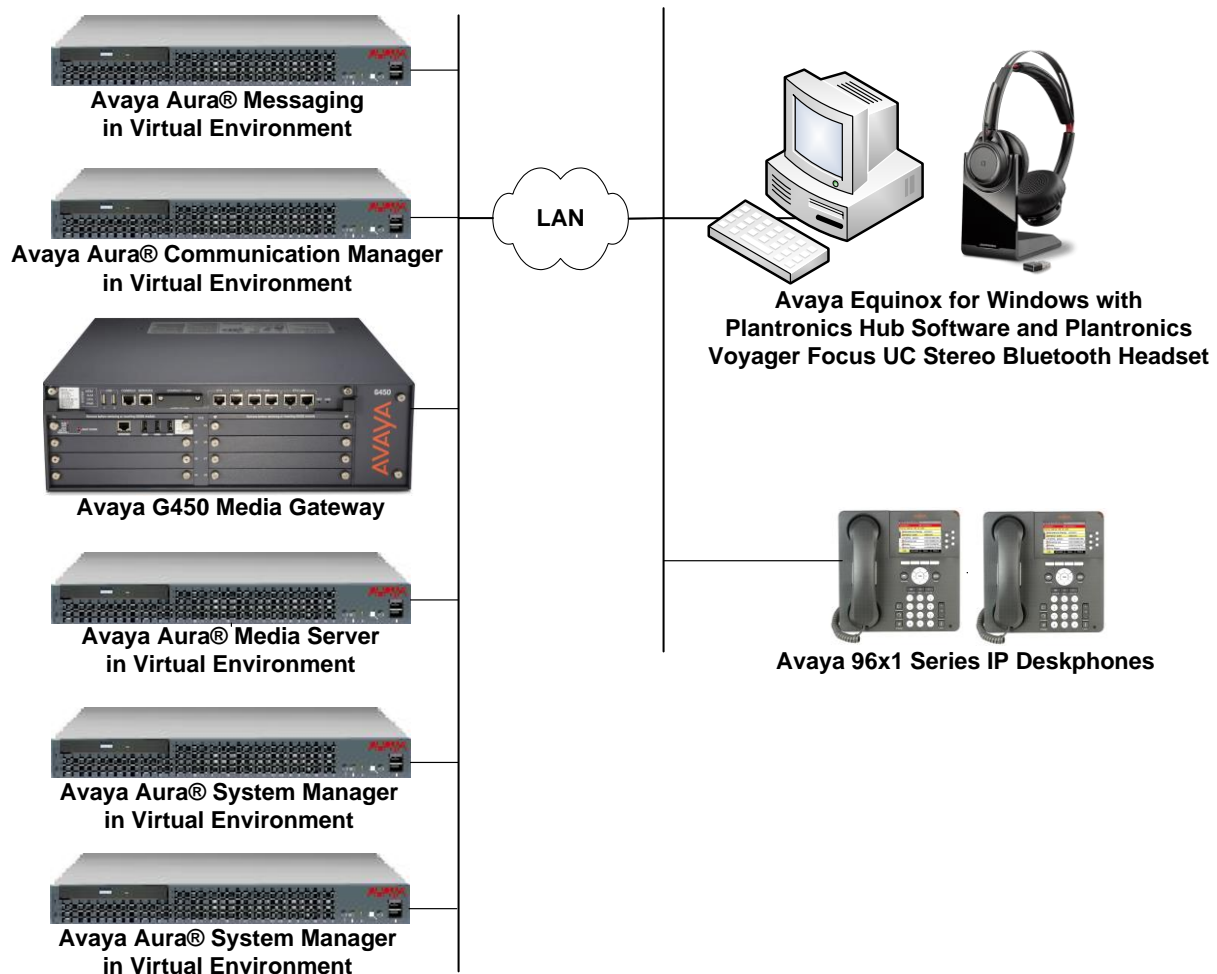 Avaya Aura® Messaging
in Virtual Environment
Avaya Aura® Communication Manager
in Virtual Environment
G450
AVAYA
Avaya G450 Media Gateway
Avaya Aura® Media Server
in Virtual Environment
Avaya Aura® System Manager
in Virtual Environment
Avaya Aura® System Manager
in Virtual Environment
LAN
Avaya Equinox for Windows with
Plantronics Hub Software and Plantronics
Voyager Focus UC Stereo Bluetooth Headset
Avaya 96x1 Series IP Deskphones